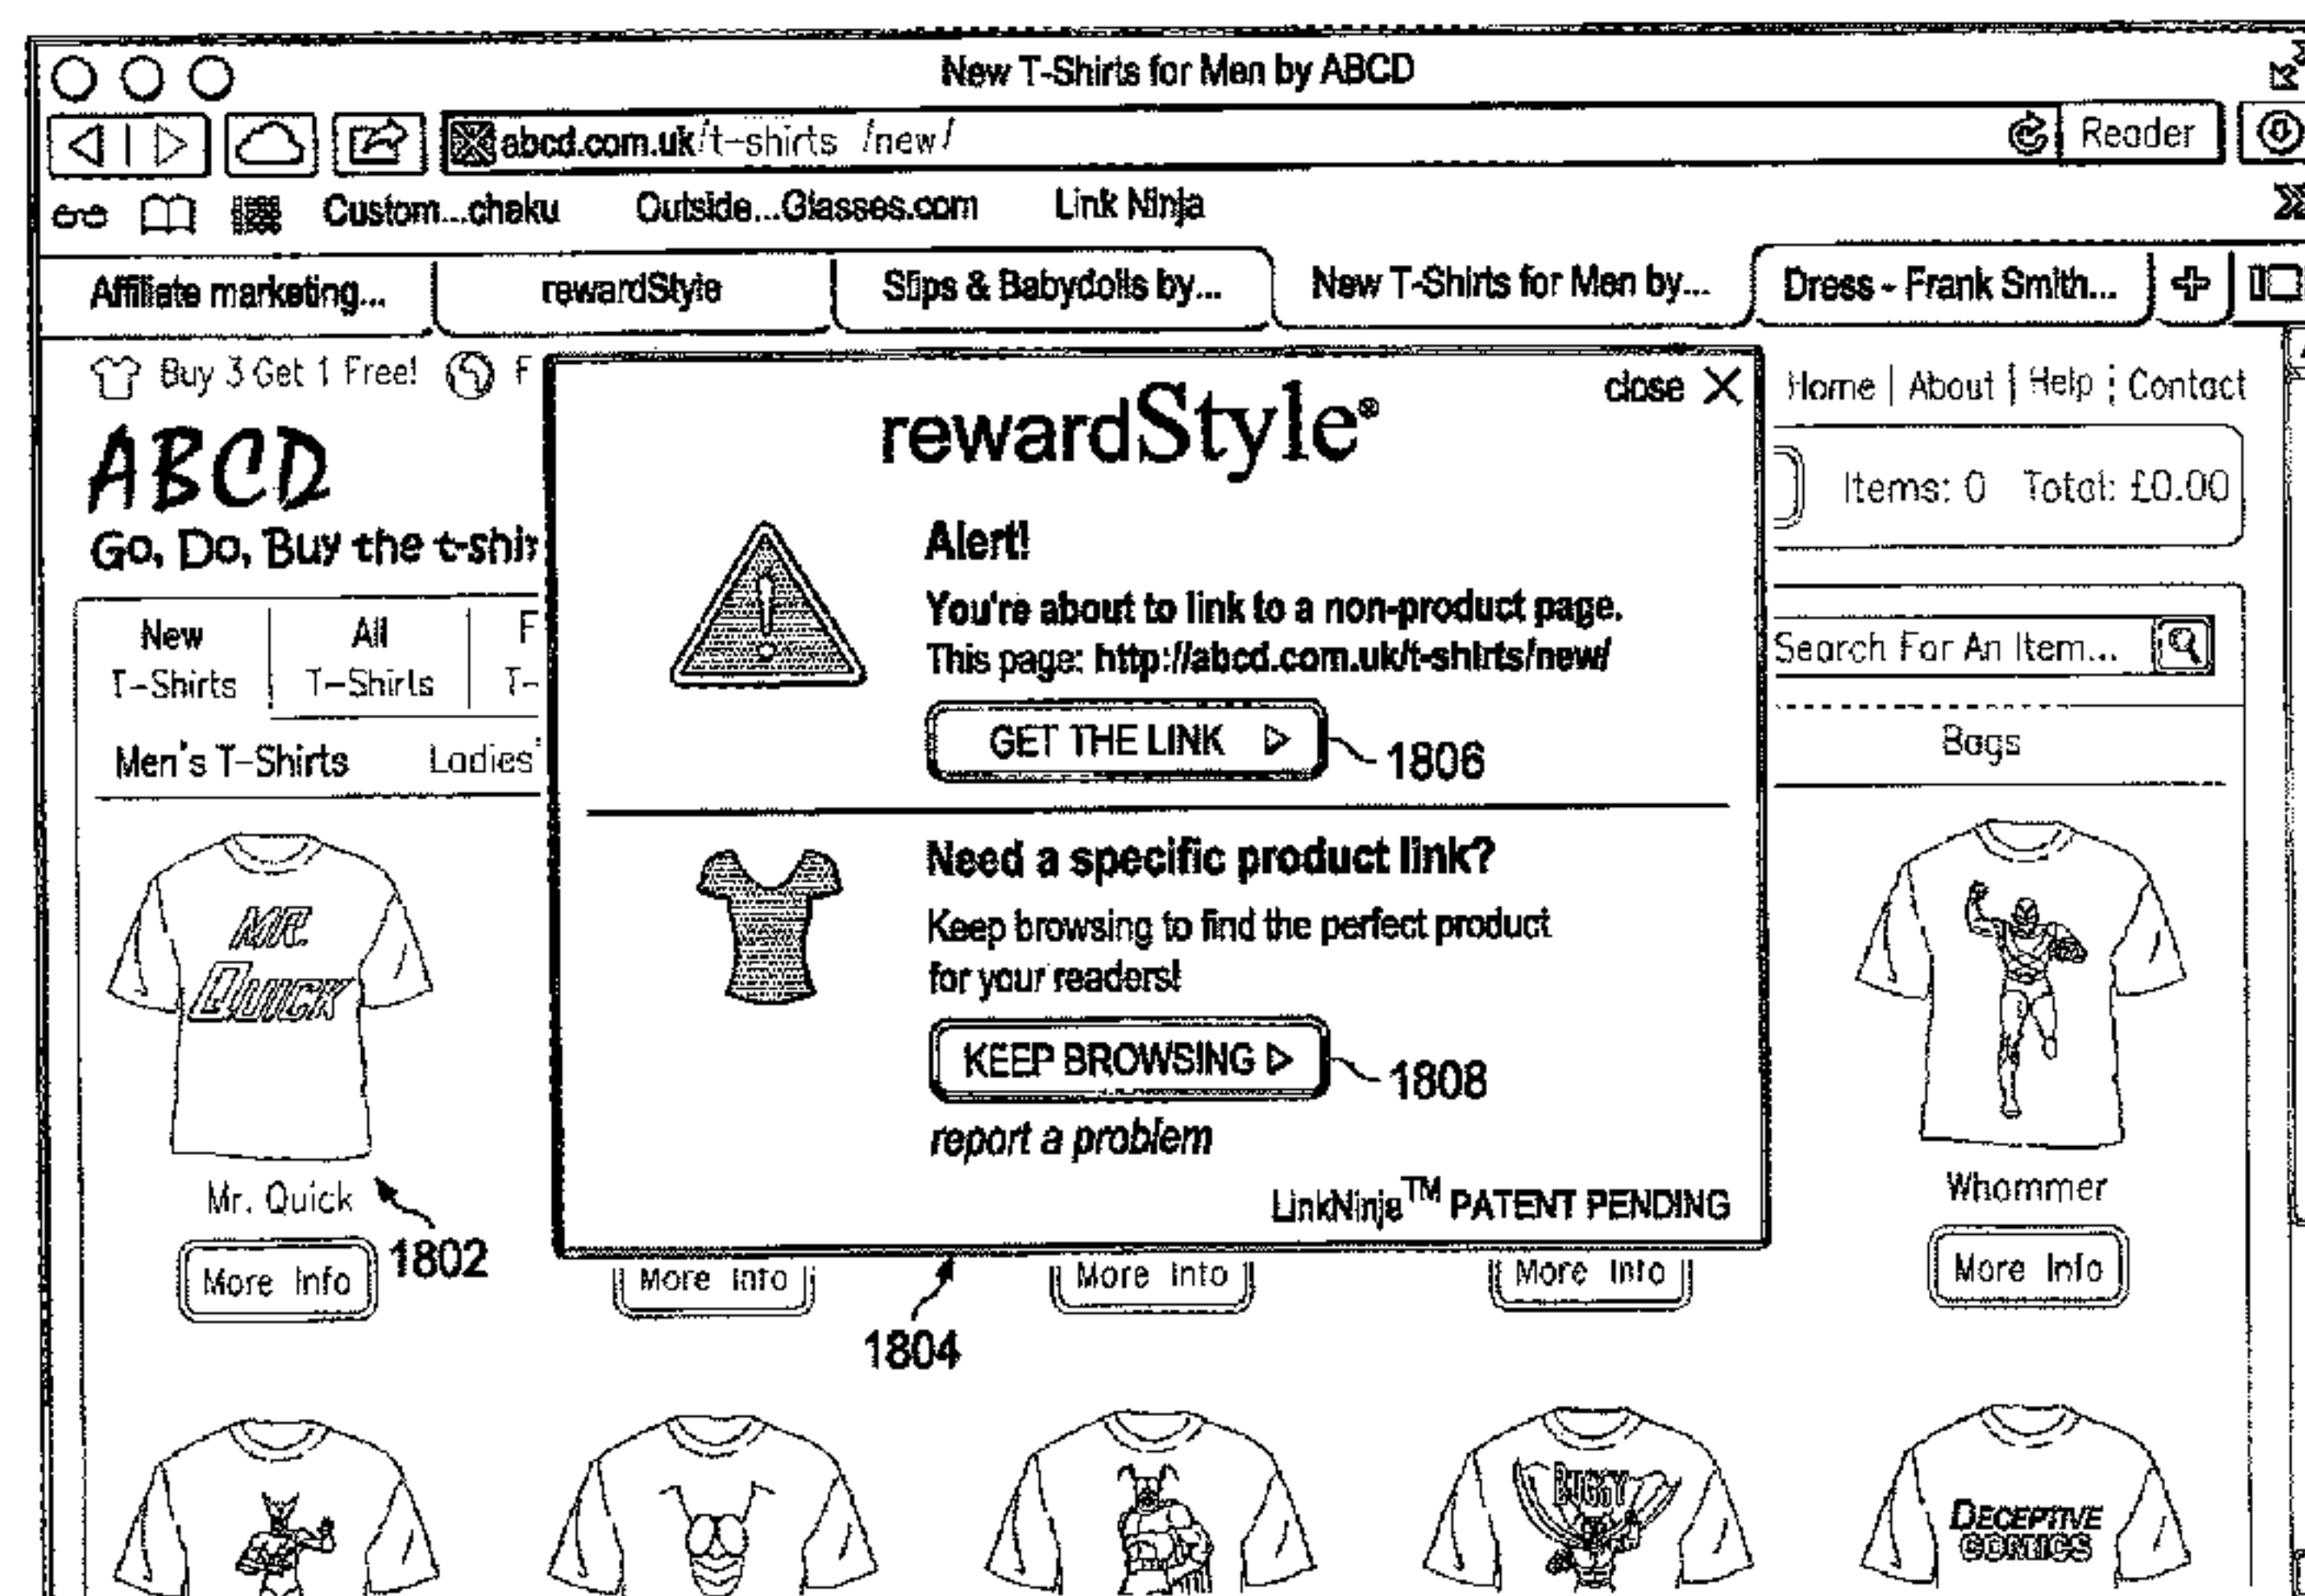 New T-Shirts for Men by ABCD
abcd.com.uk/t-shirts /new/
Reader
Custom...cheku Outside...Glasses.com Link Ninja
Affiliate marketing... rewardStyle Slips & Babydolls by... New T-Shirts for Men by... Dress - Frank Smith... +
Buy 3 Get 1 Free! F
close X
Home | About | Help | Contact
rewardStyle®
ABCD
Items: 0 Total: £0.00
Go, Do, Buy the t-shir
Alert!
You're about to link to a non-product page.
This page: http://abcd.com.uk/t-shirts/new/
New T-Shirts
All T-Shirts
F T-
Search For An Item...
GET THE LINK
1806
Men's T-Shirts Ladies'
Bags
Need a specific product link?
Keep browsing to find the perfect product
for your readers!
MR.
QUICK
KEEP BROWSING
1808
report a problem
LinkNinja™ PATENT PENDING
Mr. Quick
Whommer
1802
More Info More Info More Info More Info More Info
1804
BUGSY
DECEPTIVE
COMICS